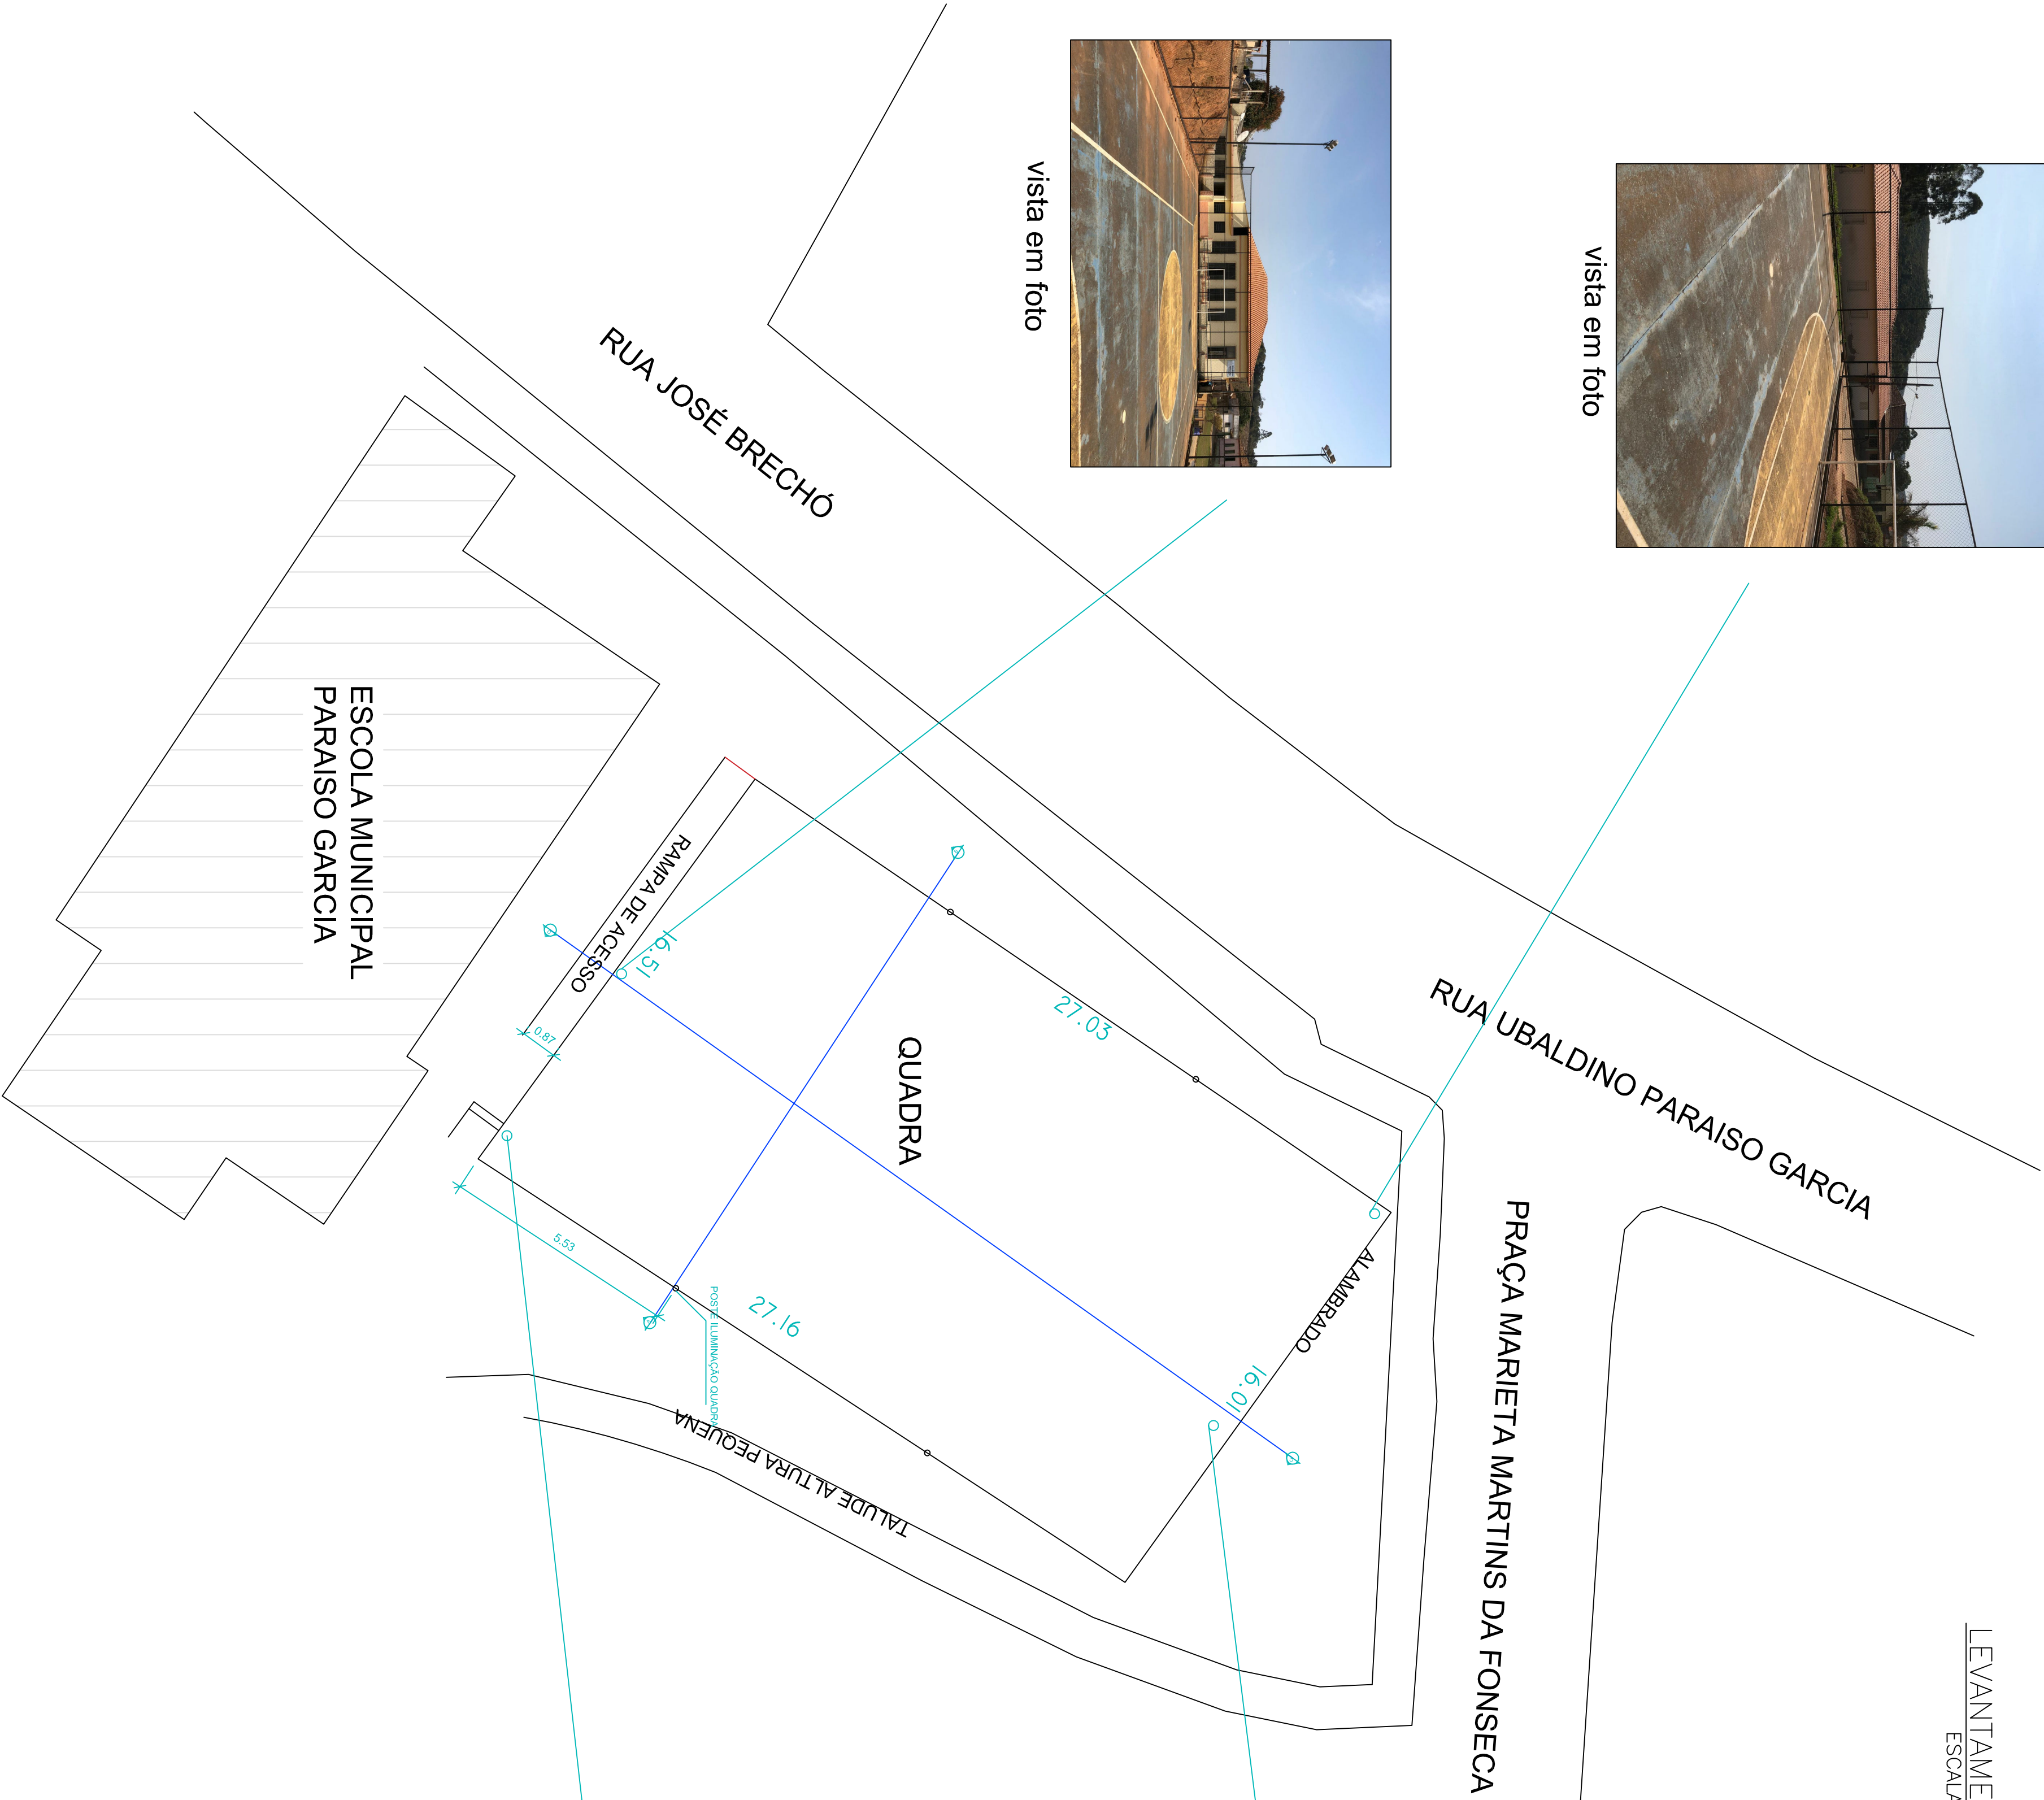 vista em foto
vista em foto
RUA JOSÉ BRECHÓ
RUA UBALDINO PARAISO GARCIA
PRAÇA MARIETA MARTINS DA FONSECA
ESCOLA MUNICIPAL
PARAISO GARCIA
RAMPA DE ACESSO
16.51
0.87
27.03
QUADRA
ALAMBRADO
16.01
5.53
27.16
POSTE ILUMINAÇÃO QUADRA
TALUDE ALTURA PEQUENA
LEVANTAME
ESCALA